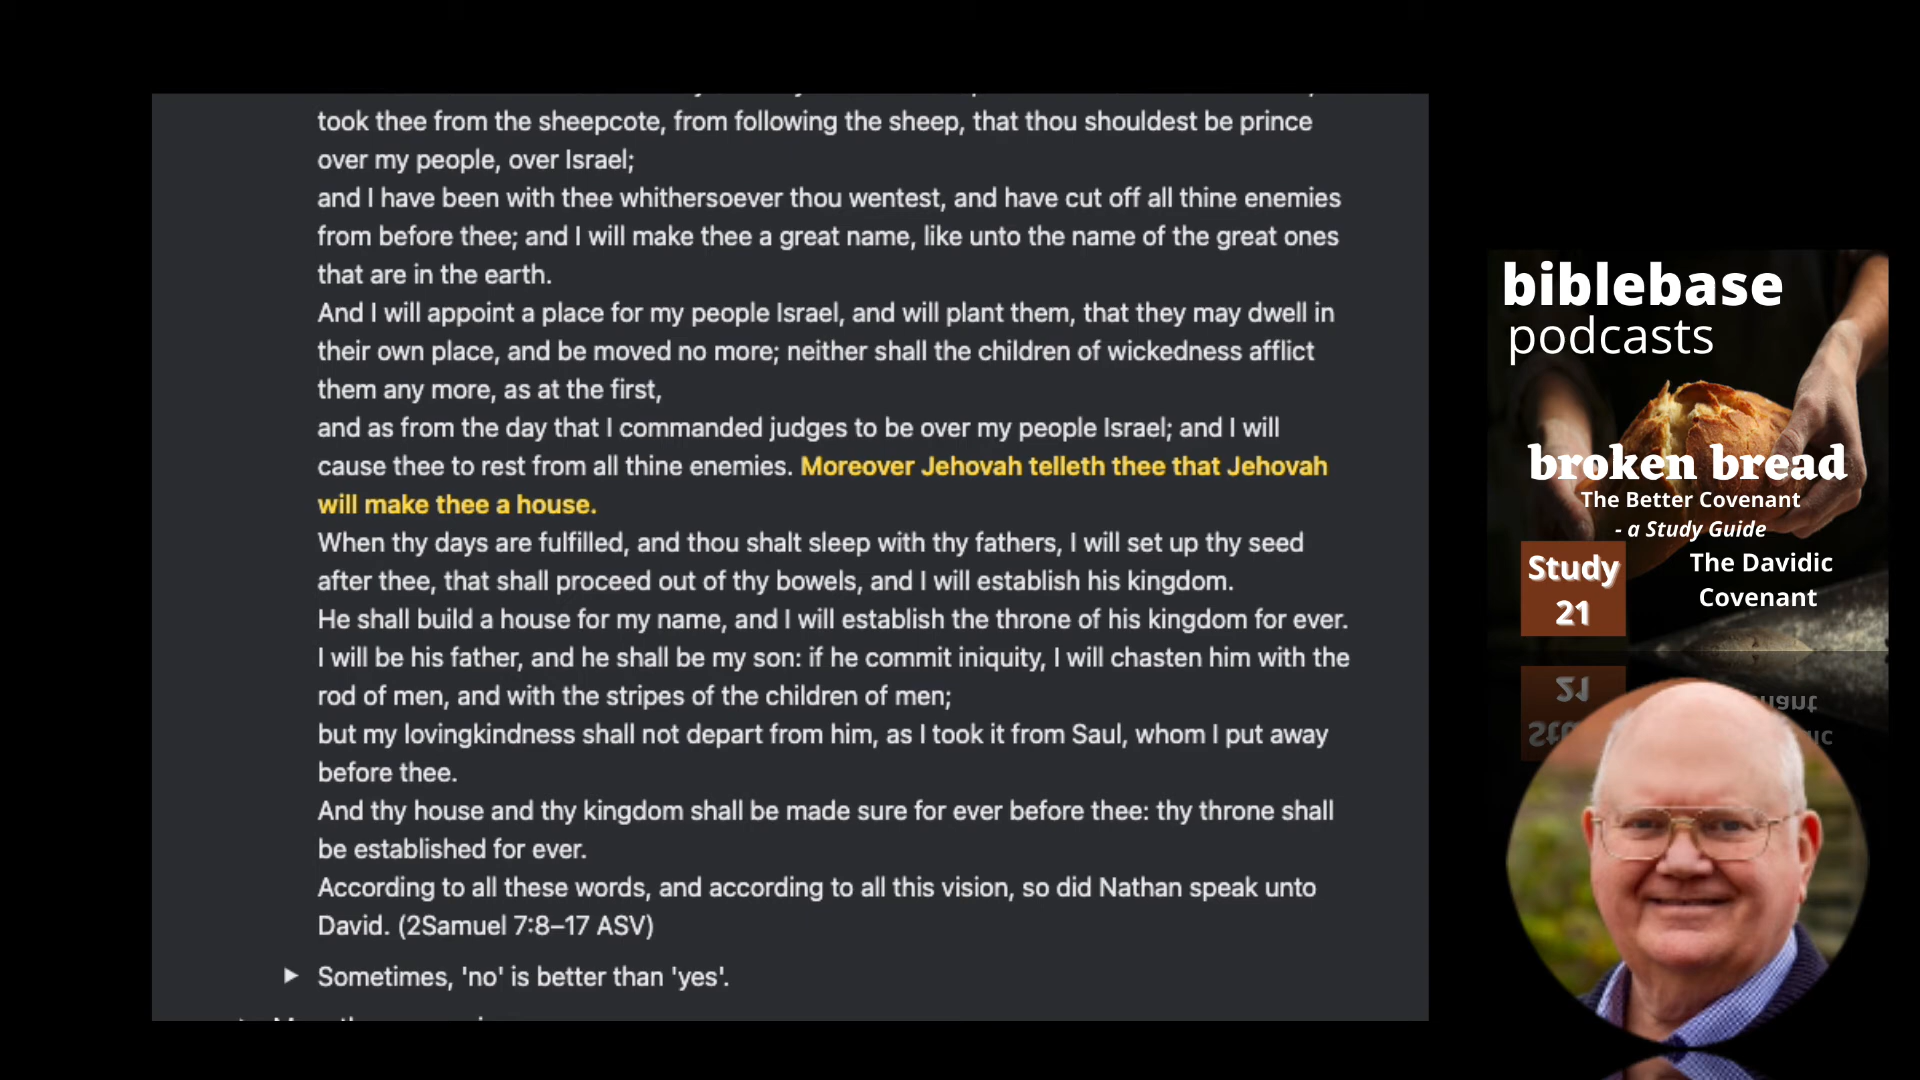 took thee from the sheepcote, from following the sheep, that thou shouldest be prince
over my people, over Israel;
and I have been with thee whithersoever thou wentest, and have cut off all thine enemies
from before thee; and I will make thee a great name, like unto the name of the great ones
that are in the earth.
And I will appoint a place for my people Israel, and will plant them, that they may dwell in
their own place, and be moved no more; neither shall the children of wickedness afflict
them any more, as at the first,
and as from the day that I commanded judges to be over my people Israel; and I will
cause thee to rest from all thine enemies. Moreover Jehovah telleth thee that Jehovah
will make thee a house.
When thy days are fulfilled, and thou shalt sleep with thy fathers, I will set up thy seed
after thee, that shall proceed out of thy bowels, and I will establish his kingdom.
He shall build a house for my name, and I will establish the throne of his kingdom for ever.
I will be his father, and he shall be my son: if he commit iniquity, I will chasten him with the
rod of men, and with the stripes of the children of men;
but my lovingkindness shall not depart from him, as I took it from Saul, whom I put away
before thee.
And thy house and thy kingdom shall be made sure for ever before thee: thy throne shall
be established for ever.
According to all these words, and according to all this vision, so did Nathan speak unto
David. (2Samuel 7:8–17 ASV)
Sometimes, 'no' is better than 'yes'.
biblebase
podcasts
broken bread
The Better Covenant
- a Study Guide
Study
21
The Davidic
Covenant